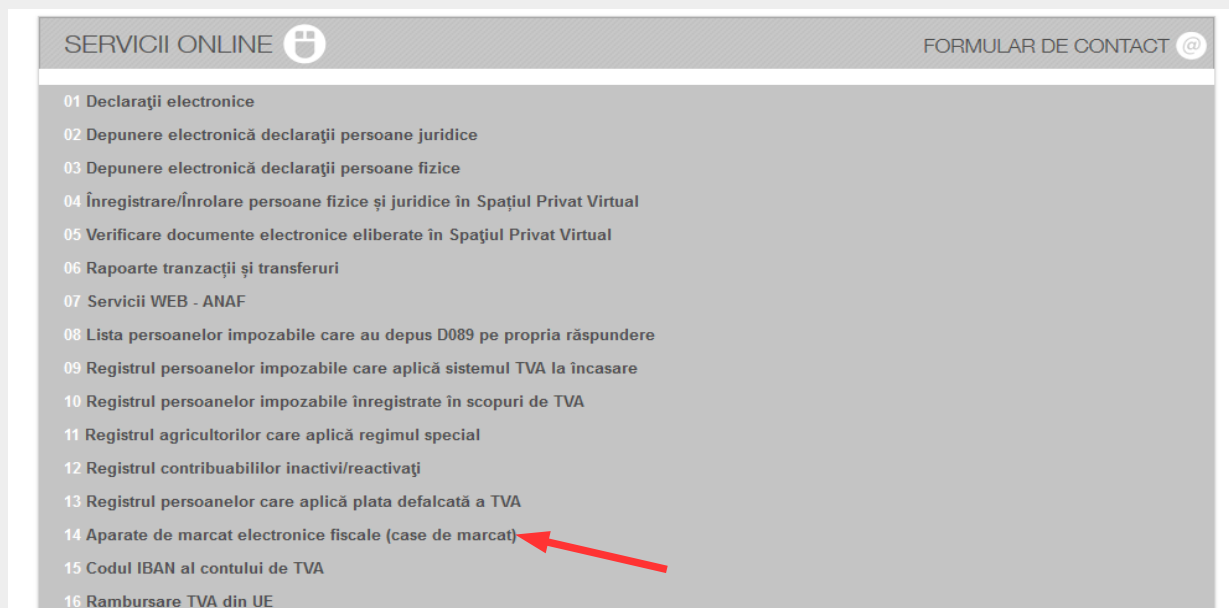 SERVICII ONLINE
FORMULAR DE CONTACT @
01 Declaraţii electronice
02 Depunere electronică declaraţii persoane juridice
03 Depunere electronică declaraţii persoane fizice
04 Înregistrare/Înrolare persoane fizice și juridice în Spațiul Privat Virtual
05 Verificare documente electronice eliberate în Spaţiul Privat Virtual
06 Rapoarte tranzacții și transferuri
07 Servicii WEB - ANAF
08 Lista persoanelor impozabile care au depus D089 pe propria răspundere
09 Registrul persoanelor impozabile care aplică sistemul TVA la încasare
10 Registrul persoanelor impozabile înregistrate în scopuri de TVA
11 Registrul agricultorilor care aplică regimul special
12 Registrul contribuabililor inactivi/reactivaţi
13 Registrul persoanelor care aplică plata defalcată a TVA
14 Aparate de marcat electronice fiscale (case de marcat)
15 Codul IBAN al contului de TVA
16 Rambursare TVA din UE